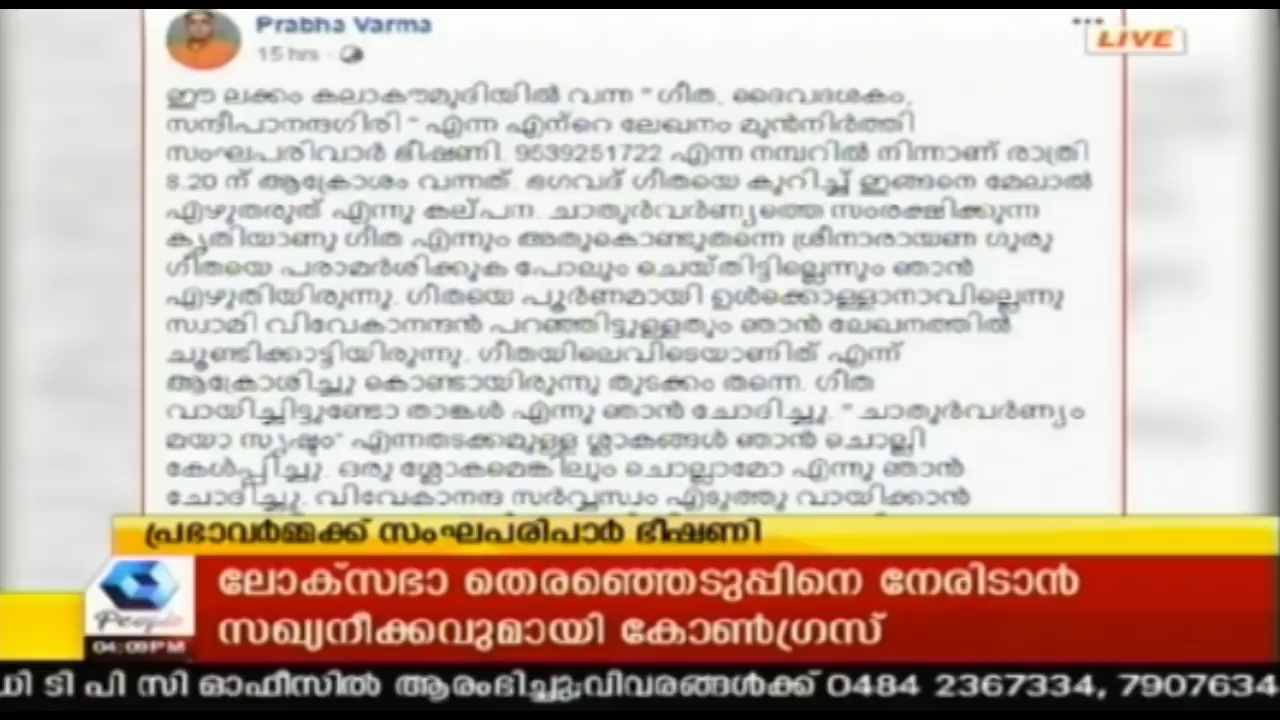 Prabha Varma
15 hrs ·
LIVE
ഈ ലക്കം കലാകൗമുദിയിൽ വന്ന " ഗീത, ദൈവദശകം,
സന്ദീപാനന്ദഗിരി " എന്ന എന്റെ ലേഖനം മുൻനിർത്തി
സംഘപരിവാർ ഭീഷണി. 9539251722 എന്ന നമ്പറിൽ നിന്നാണ് രാത്രി
8.20 ന് ആക്രോശം വന്നത്. ഭഗവദ് ഗീതയെ കുറിച്ച് ഇങ്ങനെ മേലാൽ
എഴുതരുത് എന്നു കല്പന. ചാതുർവർണ്യത്തെ സംരക്ഷിക്കുന്ന
കൃതിയാണു ഗീത എന്നും അതുകൊണ്ടുതന്നെ ശ്രീനാരായണ ഗുരു
ഗീതയെ പരാമർശിക്കുക പോലും ചെയ്തിട്ടില്ലെന്നും ഞാൻ
എഴുതിയിരുന്നു. ഗീതയെ പൂർണമായി ഉൾക്കൊള്ളാനാവില്ലെന്നു
സ്വാമി വിവേകാനന്ദൻ പറഞ്ഞിട്ടുള്ളതും ഞാൻ ലേഖനത്തിൽ
ചൂണ്ടിക്കാട്ടിയിരുന്നു. ഗീതയിലെവിടെയാണിത് എന്ന്
ആക്രോശിച്ചു കൊണ്ടായിരുന്നു തുടക്കം തന്നെ. ഗീത
വായിച്ചിട്ടുണ്ടോ താങ്കൾ എന്നു ഞാൻ ചോദിച്ചു. " ചാതുർവർണ്യം
മയാ സൃഷ്ടം" എന്നതടക്കമുള്ള ശ്ലാകങ്ങൾ ഞാൻ ചൊല്ലി
കേൾപ്പിച്ചു. ഒരു ശ്ലോകമെങ്കിലും ചൊല്ലാമോ എന്നു ഞാൻ
ചോദിച്ചു. വിവേകാനന്ദ സർവ്വസ്വം എടുത്തു വായിക്കാൻ
പ്രഭാവർമ്മക്ക് സംഘപരിപാർ ഭീഷണി
ലോക്സഭാ തെരഞ്ഞെടുപ്പിനെ നേരിടാൻ
സഖ്യനീക്കവുമായി കോൺഗ്രസ്
People
04:09 PM
ഡി ടി പി സി ഓഫീസിൽ ആരംഭിച്ചു;വിവരങ്ങൾക്ക് 0484 2367334, 7907634